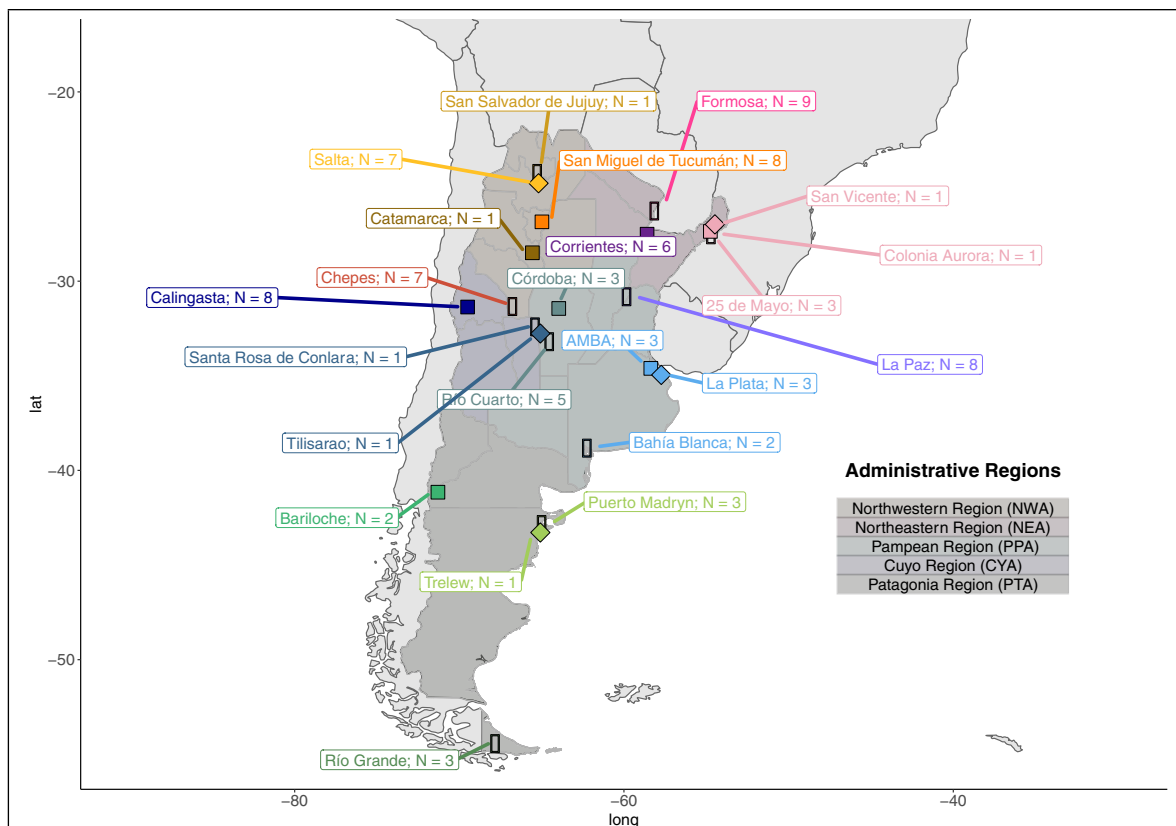 −20
−30
−40
−50
lat
−80
−60
−40
long
San Salvador de Jujuy; N = 1
Formosa; N = 9
Salta; N = 7
San Miguel de Tucumán; N = 8
San Vicente; N = 1
Catamarca; N = 1
Corrientes; N = 6
Colonia Aurora; N = 1
Chepes; N = 7
Córdoba; N = 3
Calingasta; N = 8
25 de Mayo; N = 3
AMBA; N = 3
Santa Rosa de Conlara; N = 1
La Paz; N = 8
La Plata; N = 3
Río Cuarto; N = 5
Tilisarao; N = 1
Bahía Blanca; N = 2
Puerto Madryn; N = 3
Bariloche; N = 2
Trelew; N = 1
Río Grande; N = 3
Administrative Regions
Northwestern Region (NWA)
Northeastern Region (NEA)
Pampean Region (PPA)
Cuyo Region (CYA)
Patagonia Region (PTA)